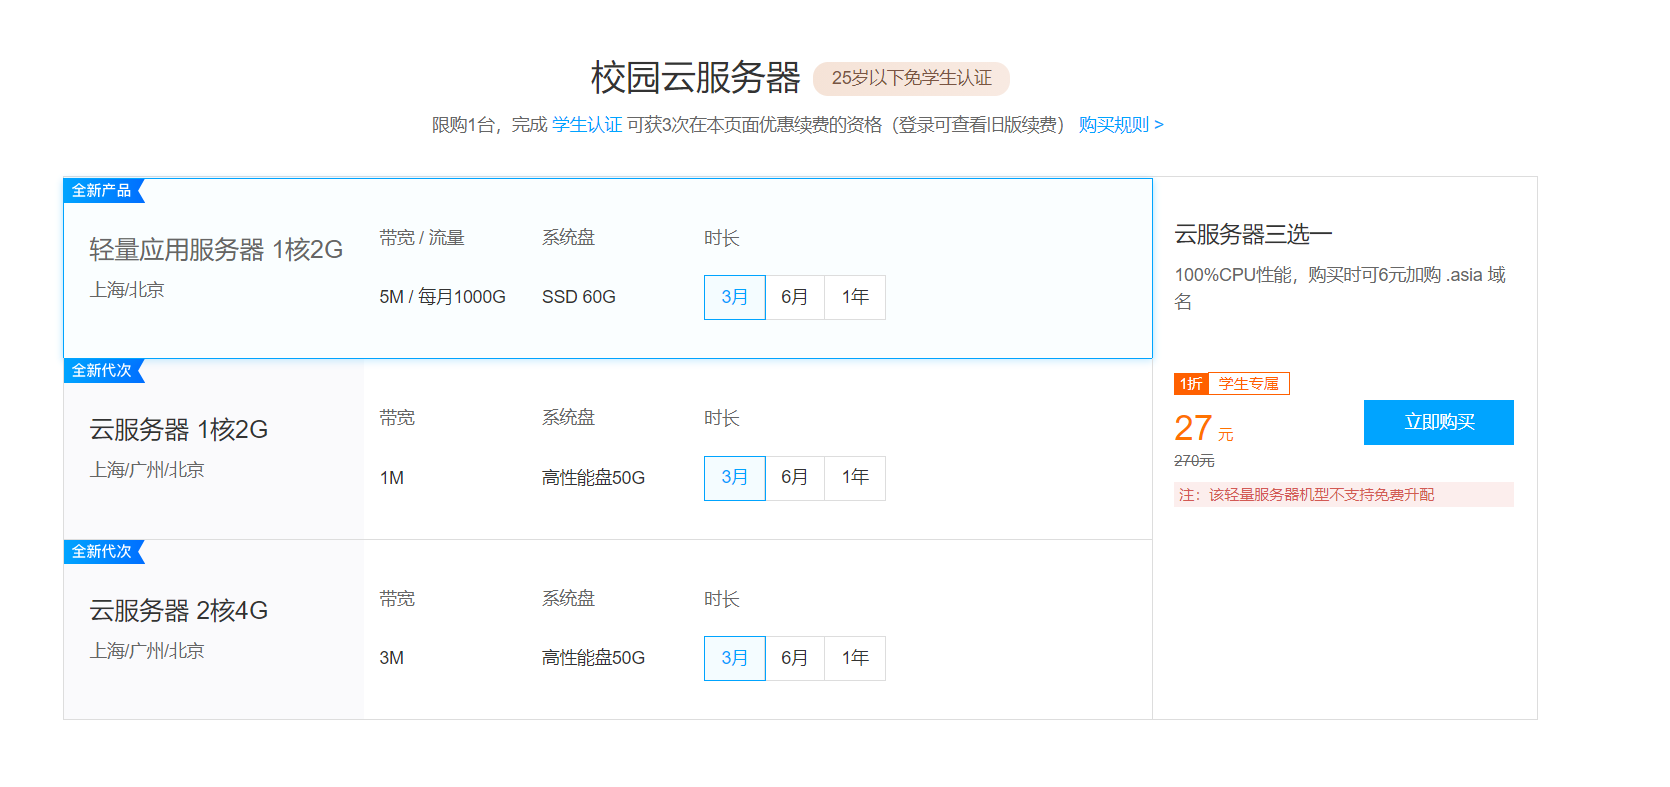 校园云服务器 25岁以下免学生认证
限购1台，完成 学生认证 可获3次在本页面优惠续费的资格（登录可查看旧版续费） 购买规则 >
全新产品
轻量应用服务器 1核2G
上海/北京
带宽 / 流量 系统盘 时长
5M / 每月1000G SSD 60G 3月 6月 1年
全新代次
云服务器 1核2G
上海/广州/北京
带宽 系统盘 时长
1M 高性能盘50G 3月 6月 1年
全新代次
云服务器 2核4G
上海/广州/北京
带宽 系统盘 时长
3M 高性能盘50G 3月 6月 1年
云服务器三选一
100%CPU性能，购买时可6元加购 .asia 域
名
1折 学生专属
27 元
270元
立即购买
注：该轻量服务器机型不支持免费升配